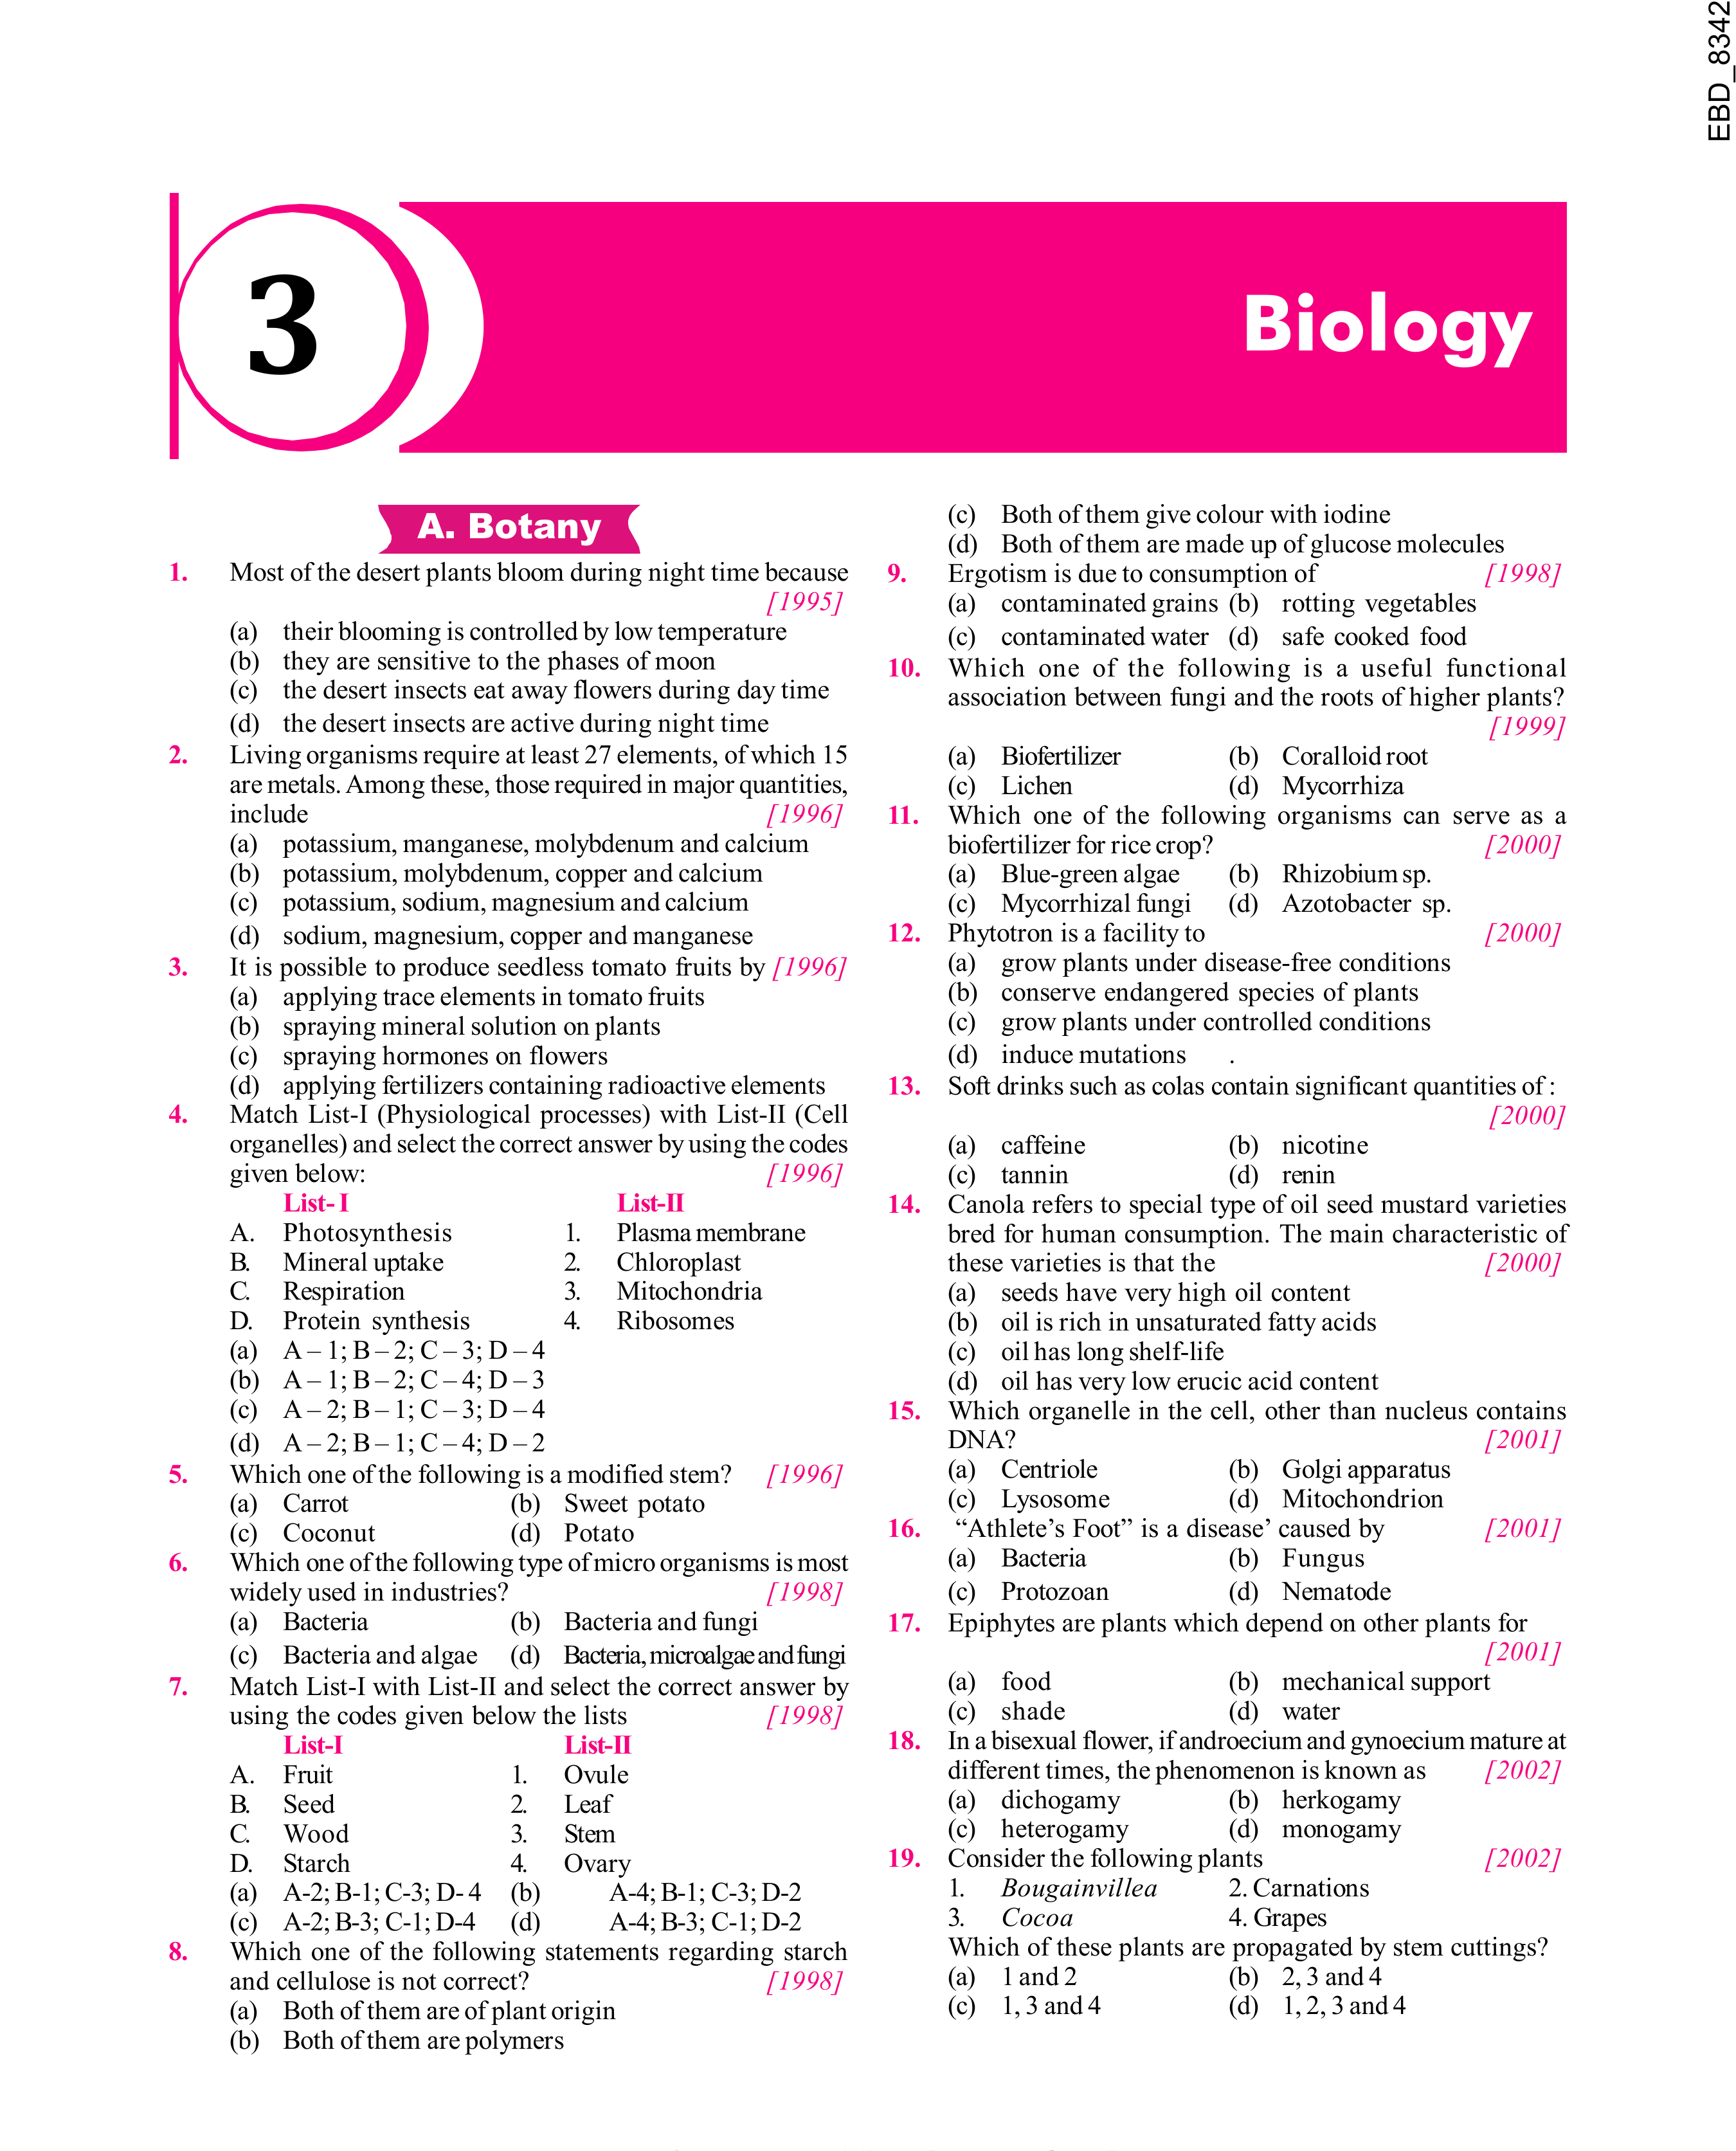 EBD_8342
3
Biology
A. Botany
1. Most of the desert plants bloom during night time because
[1995]
(a) their blooming is controlled by low temperature
(b) they are sensitive to the phases of moon
(c) the desert insects eat away flowers during day time
(d) the desert insects are active during night time
2. Living organisms require at least 27 elements, of which 15
are metals. Among these, those required in major quantities,
include [1996]
(a) potassium, manganese, molybdenum and calcium
(b) potassium, molybdenum, copper and calcium
(c) potassium, sodium, magnesium and calcium
(d) sodium, magnesium, copper and manganese
3. It is possible to produce seedless tomato fruits by [1996]
(a) applying trace elements in tomato fruits
(b) spraying mineral solution on plants
(c) spraying hormones on flowers
(d) applying fertilizers containing radioactive elements
4. Match List-I (Physiological processes) with List-II (Cell
organelles) and select the correct answer by using the codes
given below: [1996]
List- I List-II
A. Photosynthesis 1. Plasma membrane
B. Mineral uptake 2. Chloroplast
C. Respiration 3. Mitochondria
D. Protein synthesis 4. Ribosomes
(a) A – 1; B – 2; C – 3; D – 4
(b) A – 1; B – 2; C – 4; D – 3
(c) A – 2; B – 1; C – 3; D – 4
(d) A – 2; B – 1; C – 4; D – 2
5. Which one of the following is a modified stem? [1996]
(a) Carrot (b) Sweet potato
(c) Coconut (d) Potato
6. Which one of the following type of micro organisms is most
widely used in industries? [1998]
(a) Bacteria (b) Bacteria and fungi
(c) Bacteria and algae (d) Bacteria, microalgae and fungi
7. Match List-I with List-II and select the correct answer by
using the codes given below the lists [1998]
List-I List-II
A. Fruit 1. Ovule
B. Seed 2. Leaf
C. Wood 3. Stem
D. Starch 4. Ovary
(a) A-2; B-1; C-3; D- 4 (b) A-4; B-1; C-3; D-2
(c) A-2; B-3; C-1; D-4 (d) A-4; B-3; C-1; D-2
8. Which one of the following statements regarding starch
and cellulose is not correct? [1998]
(a) Both of them are of plant origin
(b) Both of them are polymers
(c) Both of them give colour with iodine
(d) Both of them are made up of glucose molecules
9. Ergotism is due to consumption of [1998]
(a) contaminated grains (b) rotting vegetables
(c) contaminated water (d) safe cooked food
10. Which one of the following is a useful functional
association between fungi and the roots of higher plants?
[1999]
(a) Biofertilizer (b) Coralloid root
(c) Lichen (d) Mycorrhiza
11. Which one of the following organisms can serve as a
biofertilizer for rice crop? [2000]
(a) Blue-green algae (b) Rhizobium sp.
(c) Mycorrhizal fungi (d) Azotobacter sp.
12. Phytotron is a facility to [2000]
(a) grow plants under disease-free conditions
(b) conserve endangered species of plants
(c) grow plants under controlled conditions
(d) induce mutations .
13. Soft drinks such as colas contain significant quantities of :
[2000]
(a) caffeine (b) nicotine
(c) tannin (d) renin
14. Canola refers to special type of oil seed mustard varieties
bred for human consumption. The main characteristic of
these varieties is that the [2000]
(a) seeds have very high oil content
(b) oil is rich in unsaturated fatty acids
(c) oil has long shelf-life
(d) oil has very low erucic acid content
15. Which organelle in the cell, other than nucleus contains
DNA? [2001]
(a) Centriole (b) Golgi apparatus
(c) Lysosome (d) Mitochondrion
16. “Athlete’s Foot” is a disease’ caused by [2001]
(a) Bacteria (b) Fungus
(c) Protozoan (d) Nematode
17. Epiphytes are plants which depend on other plants for
[2001]
(a) food (b) mechanical support
(c) shade (d) water
18. In a bisexual flower, if androecium and gynoecium mature at
different times, the phenomenon is known as [2002]
(a) dichogamy (b) herkogamy
(c) heterogamy (d) monogamy
19. Consider the following plants [2002]
1. Bougainvillea 2. Carnations
3. Cocoa 4. Grapes
Which of these plants are propagated by stem cuttings?
(a) 1 and 2 (b) 2, 3 and 4
(c) 1, 3 and 4 (d) 1, 2, 3 and 4